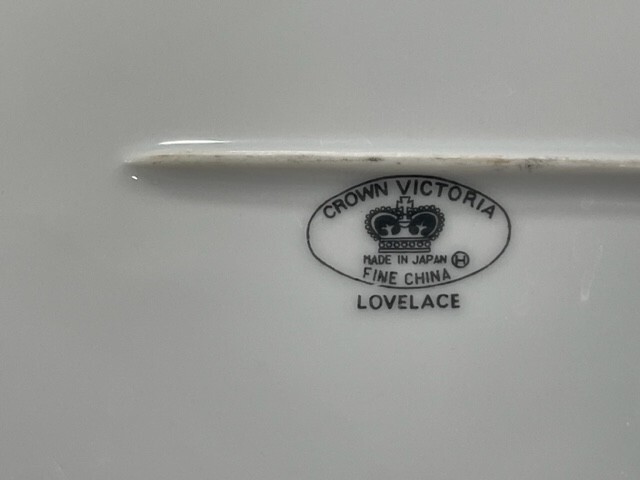 CROWN VICTORIA
MADE IN JAPAN H
FINE CHINA
LOVELACE